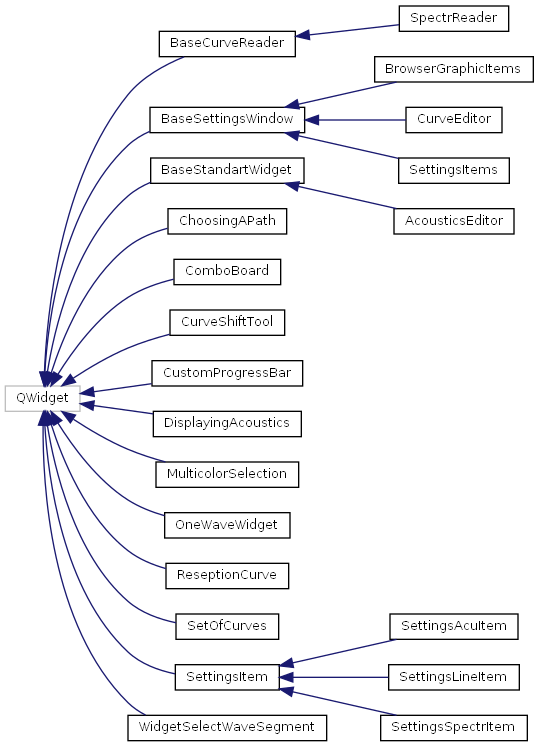 SpectrReader
BaseCurveReader
BrowserGraphicItems
BaseSettingsWindow
CurveEditor
BaseStandartWidget
SettingsItems
ChoosingAPath
AcousticsEditor
ComboBoard
CurveShiftTool
CustomProgressBar
QWidget
DisplayingAcoustics
MulticolorSelection
OneWaveWidget
ReseptionCurve
SetOfCurves
SettingsAcuItem
SettingsItem
SettingsLineItem
WidgetSelectWaveSegment
SettingsSpectrItem